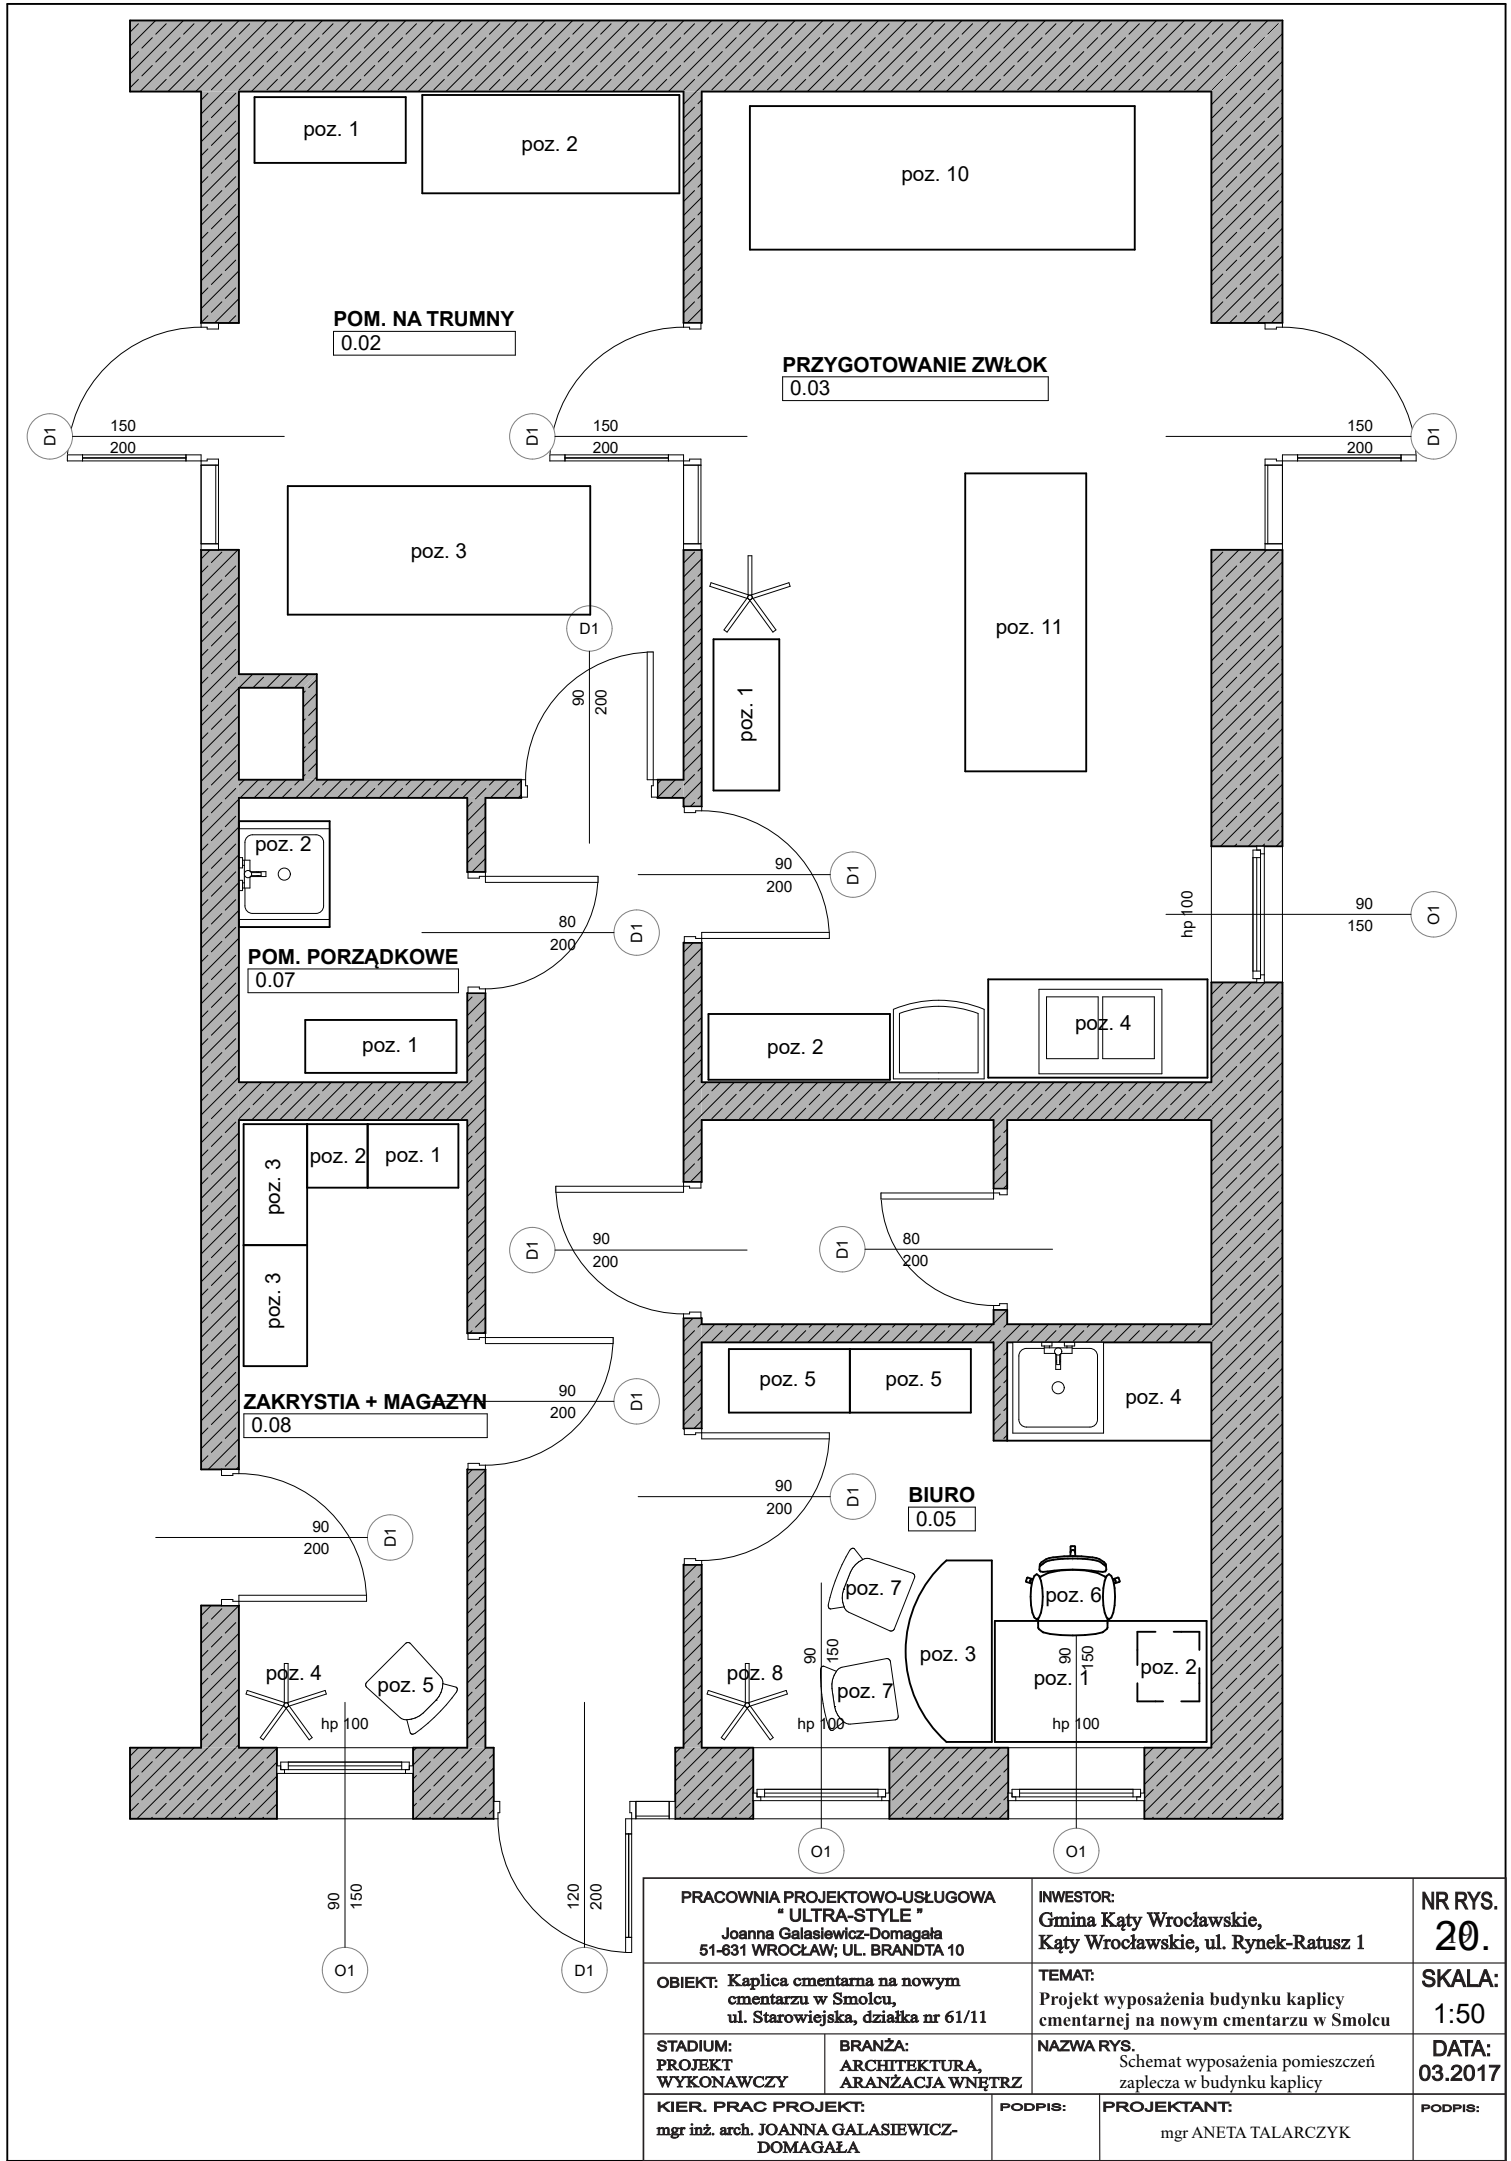 poz. 1
poz. 2
poz. 10
POM. NA TRUMNY
0.02
PRZYGOTOWANIE ZWŁOK
0.03
D1
150
200
D1
150
200
150
200
D1
poz. 3
D1
90
200
poz. 11
poz. 1
poz. 2
90
200
D1
80
200
D1
hp 100
90
150
O1
POM. PORZĄDKOWE
0.07
poz. 1
poz. 2
poz. 4
poz. 3
poz. 2
poz. 1
poz. 3
D1
90
200
D1
80
200
ZAKRYSTIA + MAGAZYN
0.08
90
200
D1
poz. 5
poz. 5
poz. 4
90
200
D1
BIURO
0.05
90
200
D1
poz. 7
poz. 6
poz. 3
90
150
poz. 1
90
150
poz. 2
poz. 4
poz. 5
poz. 8
poz. 7
hp 100
hp 100
hp 100
O1
O1
90
150
120
200
O1
D1
PRACOWNIA PROJEKTOWO-USŁUGOWA
“ ULTRA-STYLE ”
Joanna Galasiewicz-Domagała
51-631 WROCŁAW; UL. BRANDTA 10
INWESTOR:
Gmina Kąty Wrocławskie,
Kąty Wrocławskie, ul. Rynek-Ratusz 1
NR RYS.
OBIEKT: Kaplica cmentarna na nowym
cmentarzu w Smolcu,
ul. Starowiejska, działka nr 61/11
TEMAT:
Projekt wyposażenia budynku kaplicy
cmentarnej na nowym cmentarzu w Smolcu
SKALA:
1:50
STADIUM:
PROJEKT
WYKONAWCZY
BRANŻA:
ARCHITEKTURA,
ARANŻACJA WNĘTRZ
NAZWA RYS.
Schemat wyposażenia pomieszczeń
zaplecza w budynku kaplicy
DATA:
03.2017
KIER. PRAC PROJEKT:
mgr inż. arch. JOANNA GALASIEWICZ-
DOMAGAŁA
PODPIS:
PROJEKTANT:
mgr ANETA TALARCZYK
PODPIS: